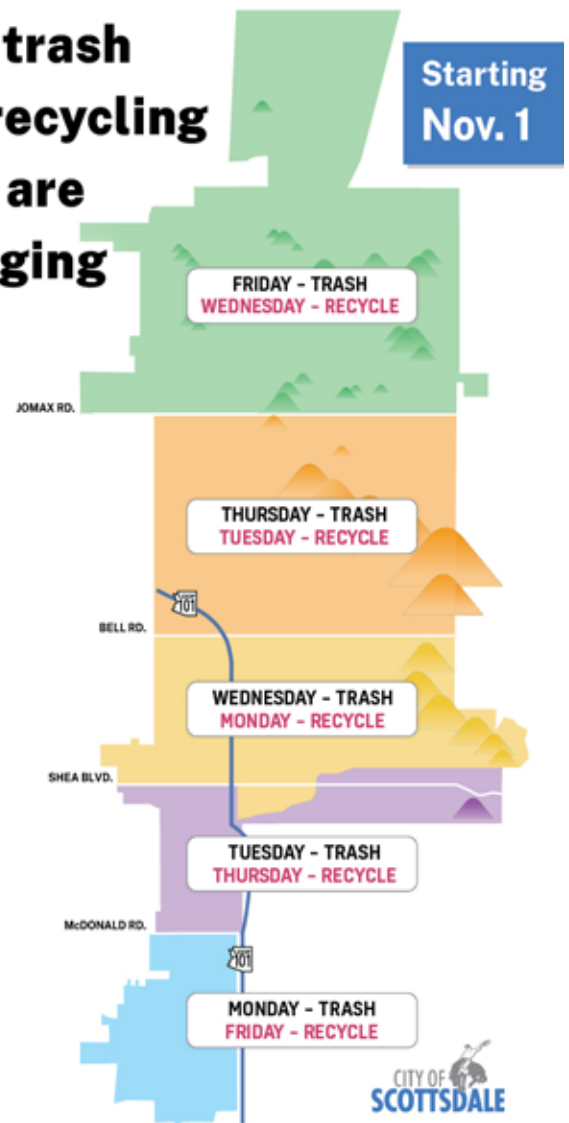 trash
recycling
are
ging
Starting
Nov. 1
FRIDAY - TRASH
WEDNESDAY - RECYCLE
JOMAX RD.
THURSDAY - TRASH
TUESDAY - RECYCLE
101
BELL RD.
WEDNESDAY - TRASH
MONDAY - RECYCLE
SHEA BLVD.
TUESDAY - TRASH
THURSDAY - RECYCLE
McDONALD RD.
101
MONDAY - TRASH
FRIDAY - RECYCLE
CITY OF
SCOTTSDALE